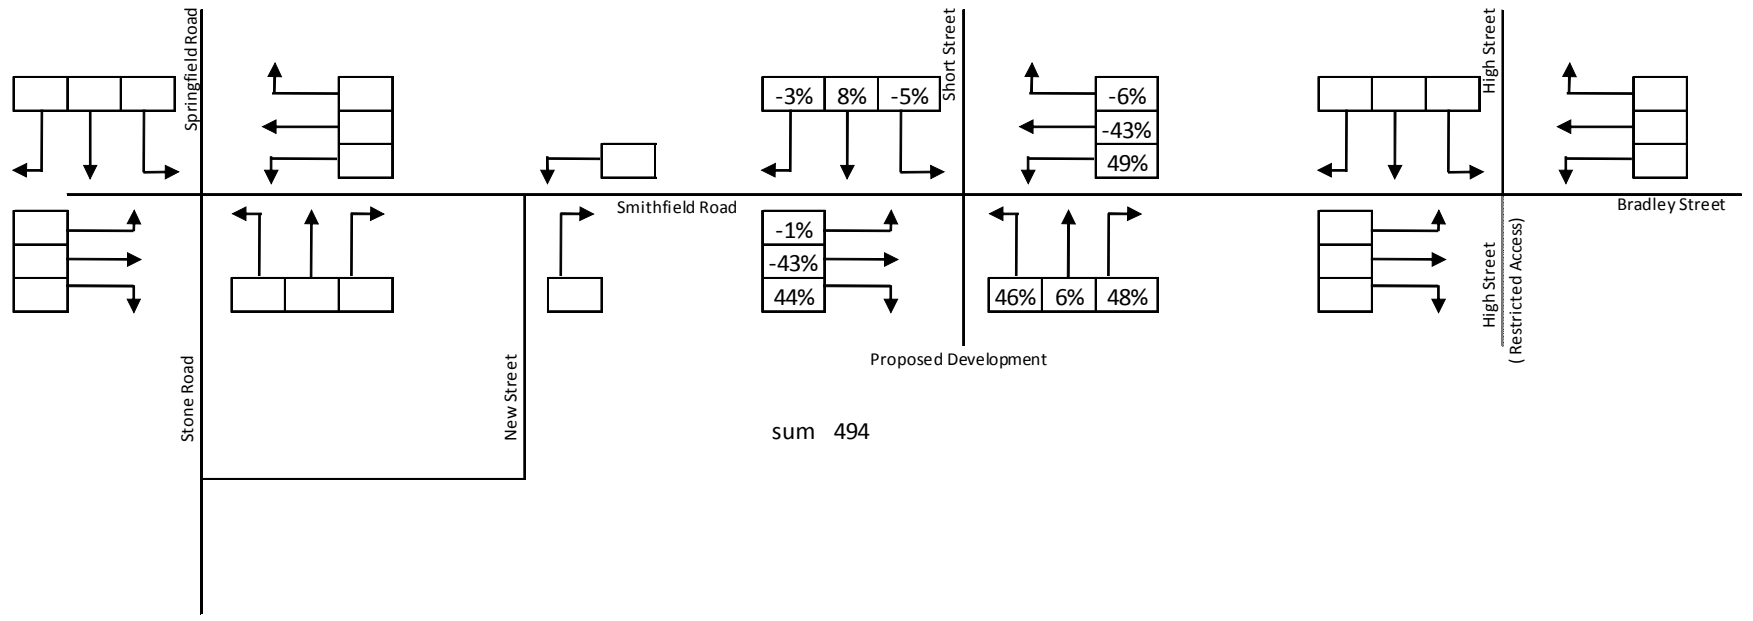 Springfield Road
Short Street
High Street
-3% 8% -5%
-6%
-43%
49%
Smithfield Road
Bradley Street
-1%
-43%
44%
46% 6% 48%
High Street
( Restricted Access)
Proposed Development
Stone Road
New Street
sum 494